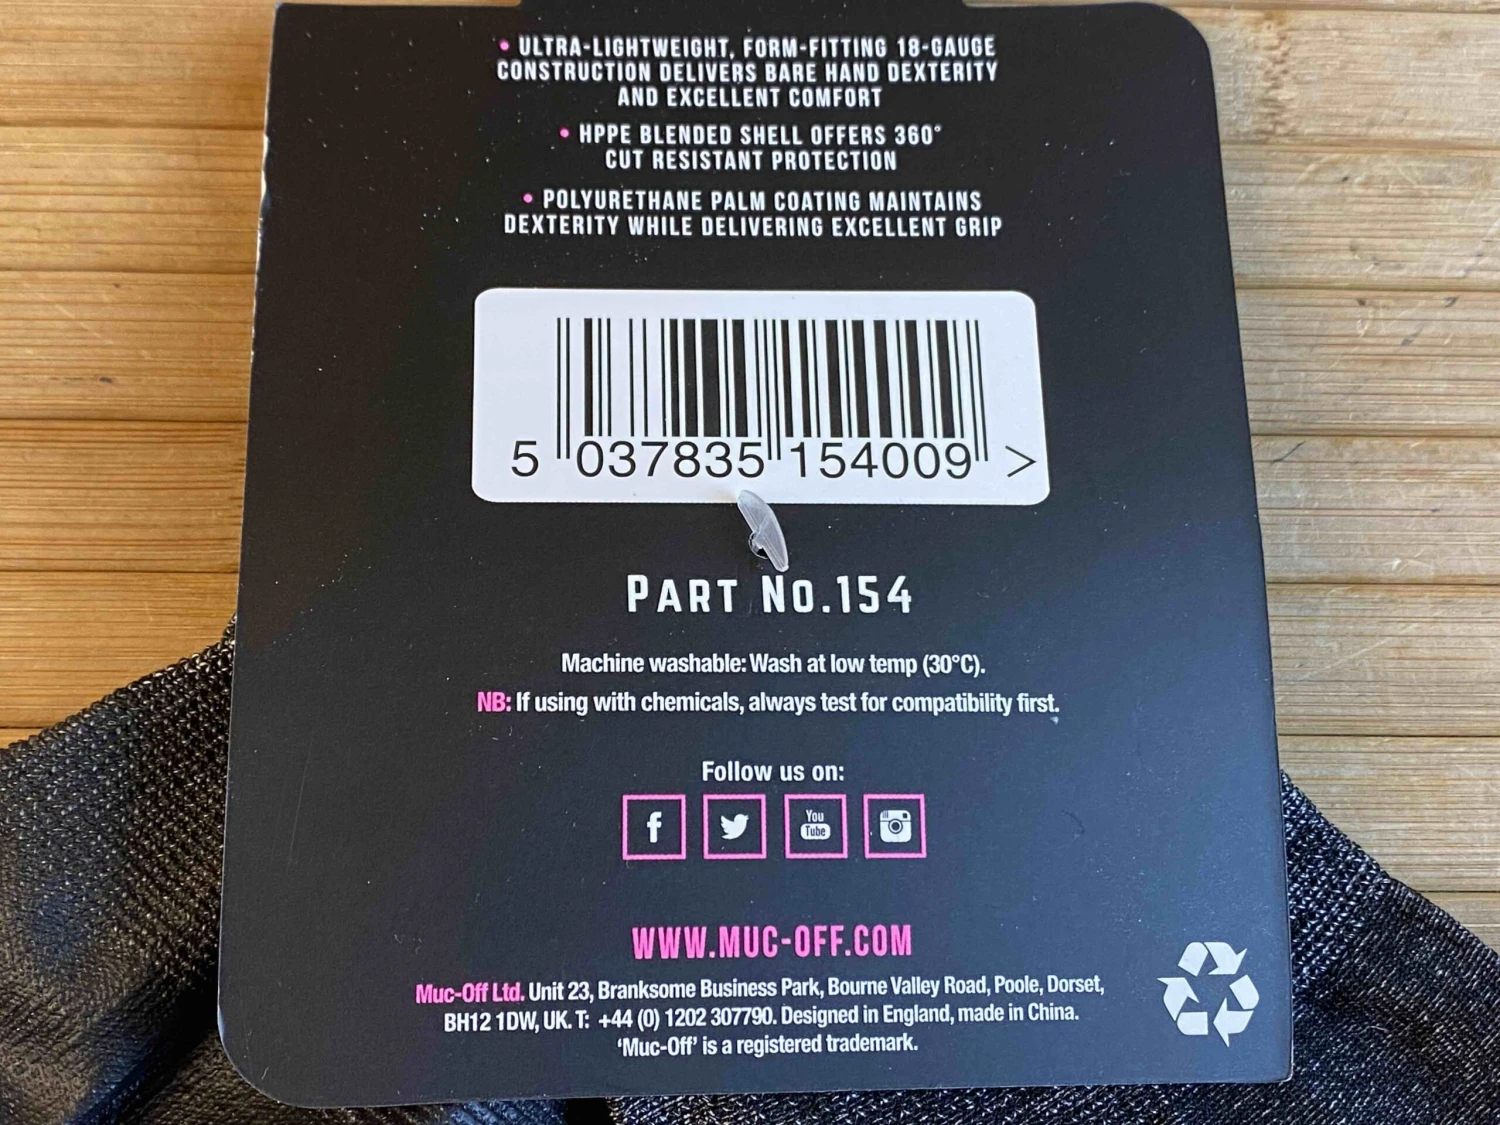 • ULTRA-LIGHTWEIGHT, FORM-FITTING 18-GAUGE
CONSTRUCTION DELIVERS BARE HAND DEXTERITY
AND EXCELLENT COMFORT
• HPPE BLENDED SHELL OFFERS 360°
CUT RESISTANT PROTECTION
• POLYURETHANE PALM COATING MAINTAINS
DEXTERITY WHILE DELIVERING EXCELLENT GRIP
5 037835 154009 >
PART NO.154
Machine washable: Wash at low temp (30°C).
NB: If using with chemicals, always test for compatibility first.
Follow us on:
f You Tube
WWW.MUC-OFF.COM
Muc-Off Ltd. Unit 23, Branksome Business Park, Bourne Valley Road, Poole, Dorset,
BH12 1DW, UK. T: +44 (0) 1202 307790. Designed in England, made in China.
‘Muc-Off’ is a registered trademark.